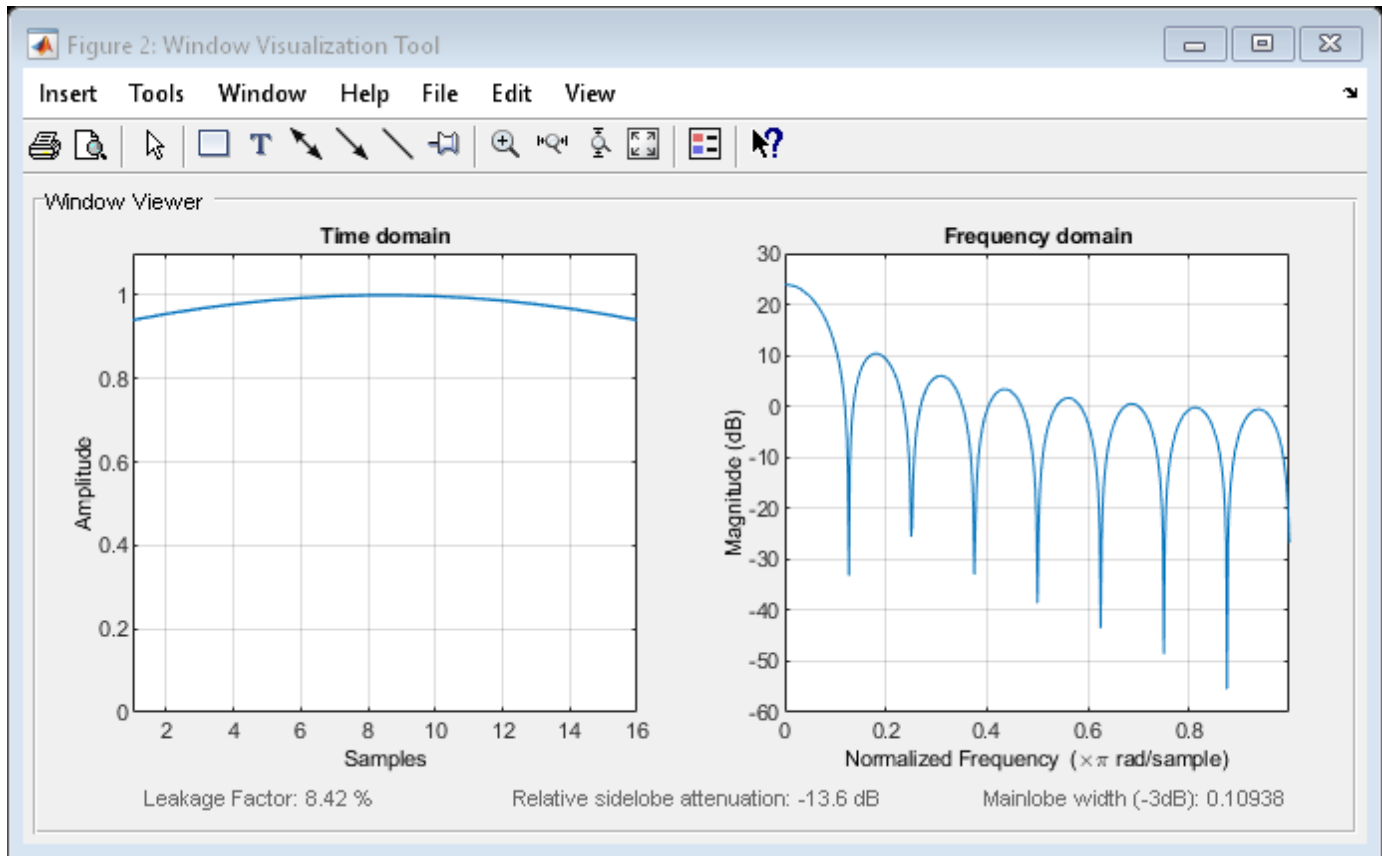 Figure 2: Window Visualization Tool
Insert Tools Window Help File Edit View
T
?
Window Viewer
Time domain
1
0.8
0.6
0.4
0.2
0
Amplitude
2 4 6 8 10 12 14 16
Samples
Frequency domain
30
20
10
0
-10
-20
-30
-40
-50
-60
Magnitude (dB)
0 0.2 0.4 0.6 0.8
Normalized Frequency (×π rad/sample)
Leakage Factor: 8.42 %
Relative sidelobe attenuation: -13.6 dB
Mainlobe width (-3dB): 0.10938